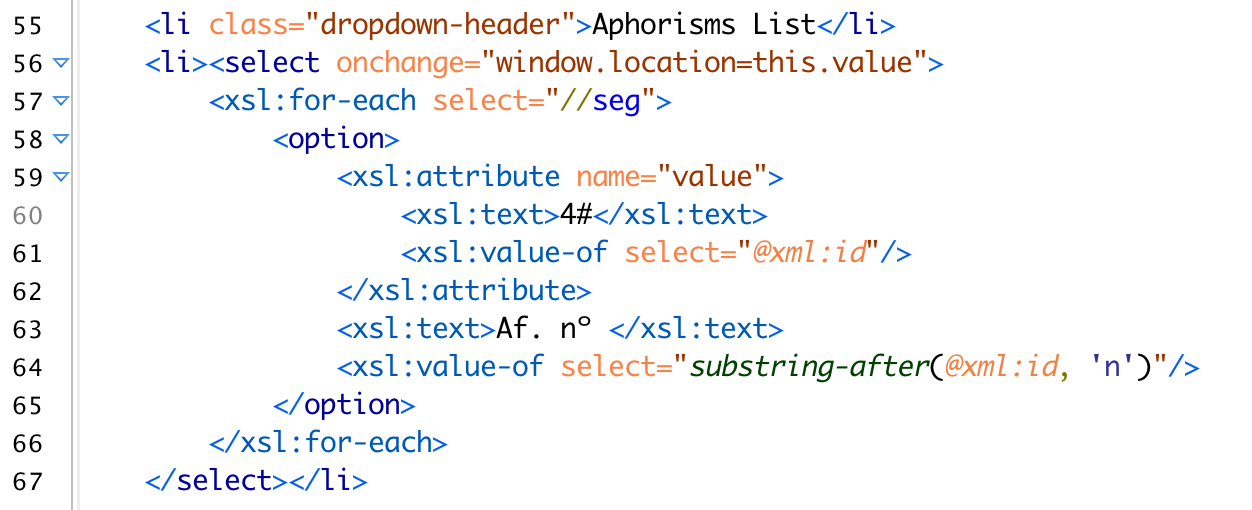 55 <li class="dropdown-header">Aphorisms List</li>
56 <li><select onchange="window.location=this.value">
57 <xsl:for-each select="//seg">
58 <option>
59 <xsl:attribute name="value">
60 <xsl:text>4#</xsl:text>
61 <xsl:value-of select="@xml:id"/>
62 </xsl:attribute>
63 <xsl:text>Af. nº </xsl:text>
64 <xsl:value-of select="substring-after(@xml:id, 'n')"/>
65 </option>
66 </xsl:for-each>
67 </select></li>